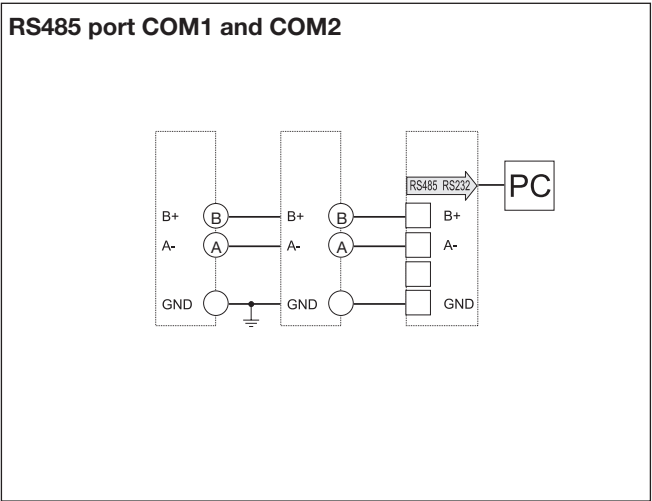 RS485 port COM1 and COM2
RS485 RS232 PC
B+ B B+ B B+
A- A A- A A-
GND GND GND